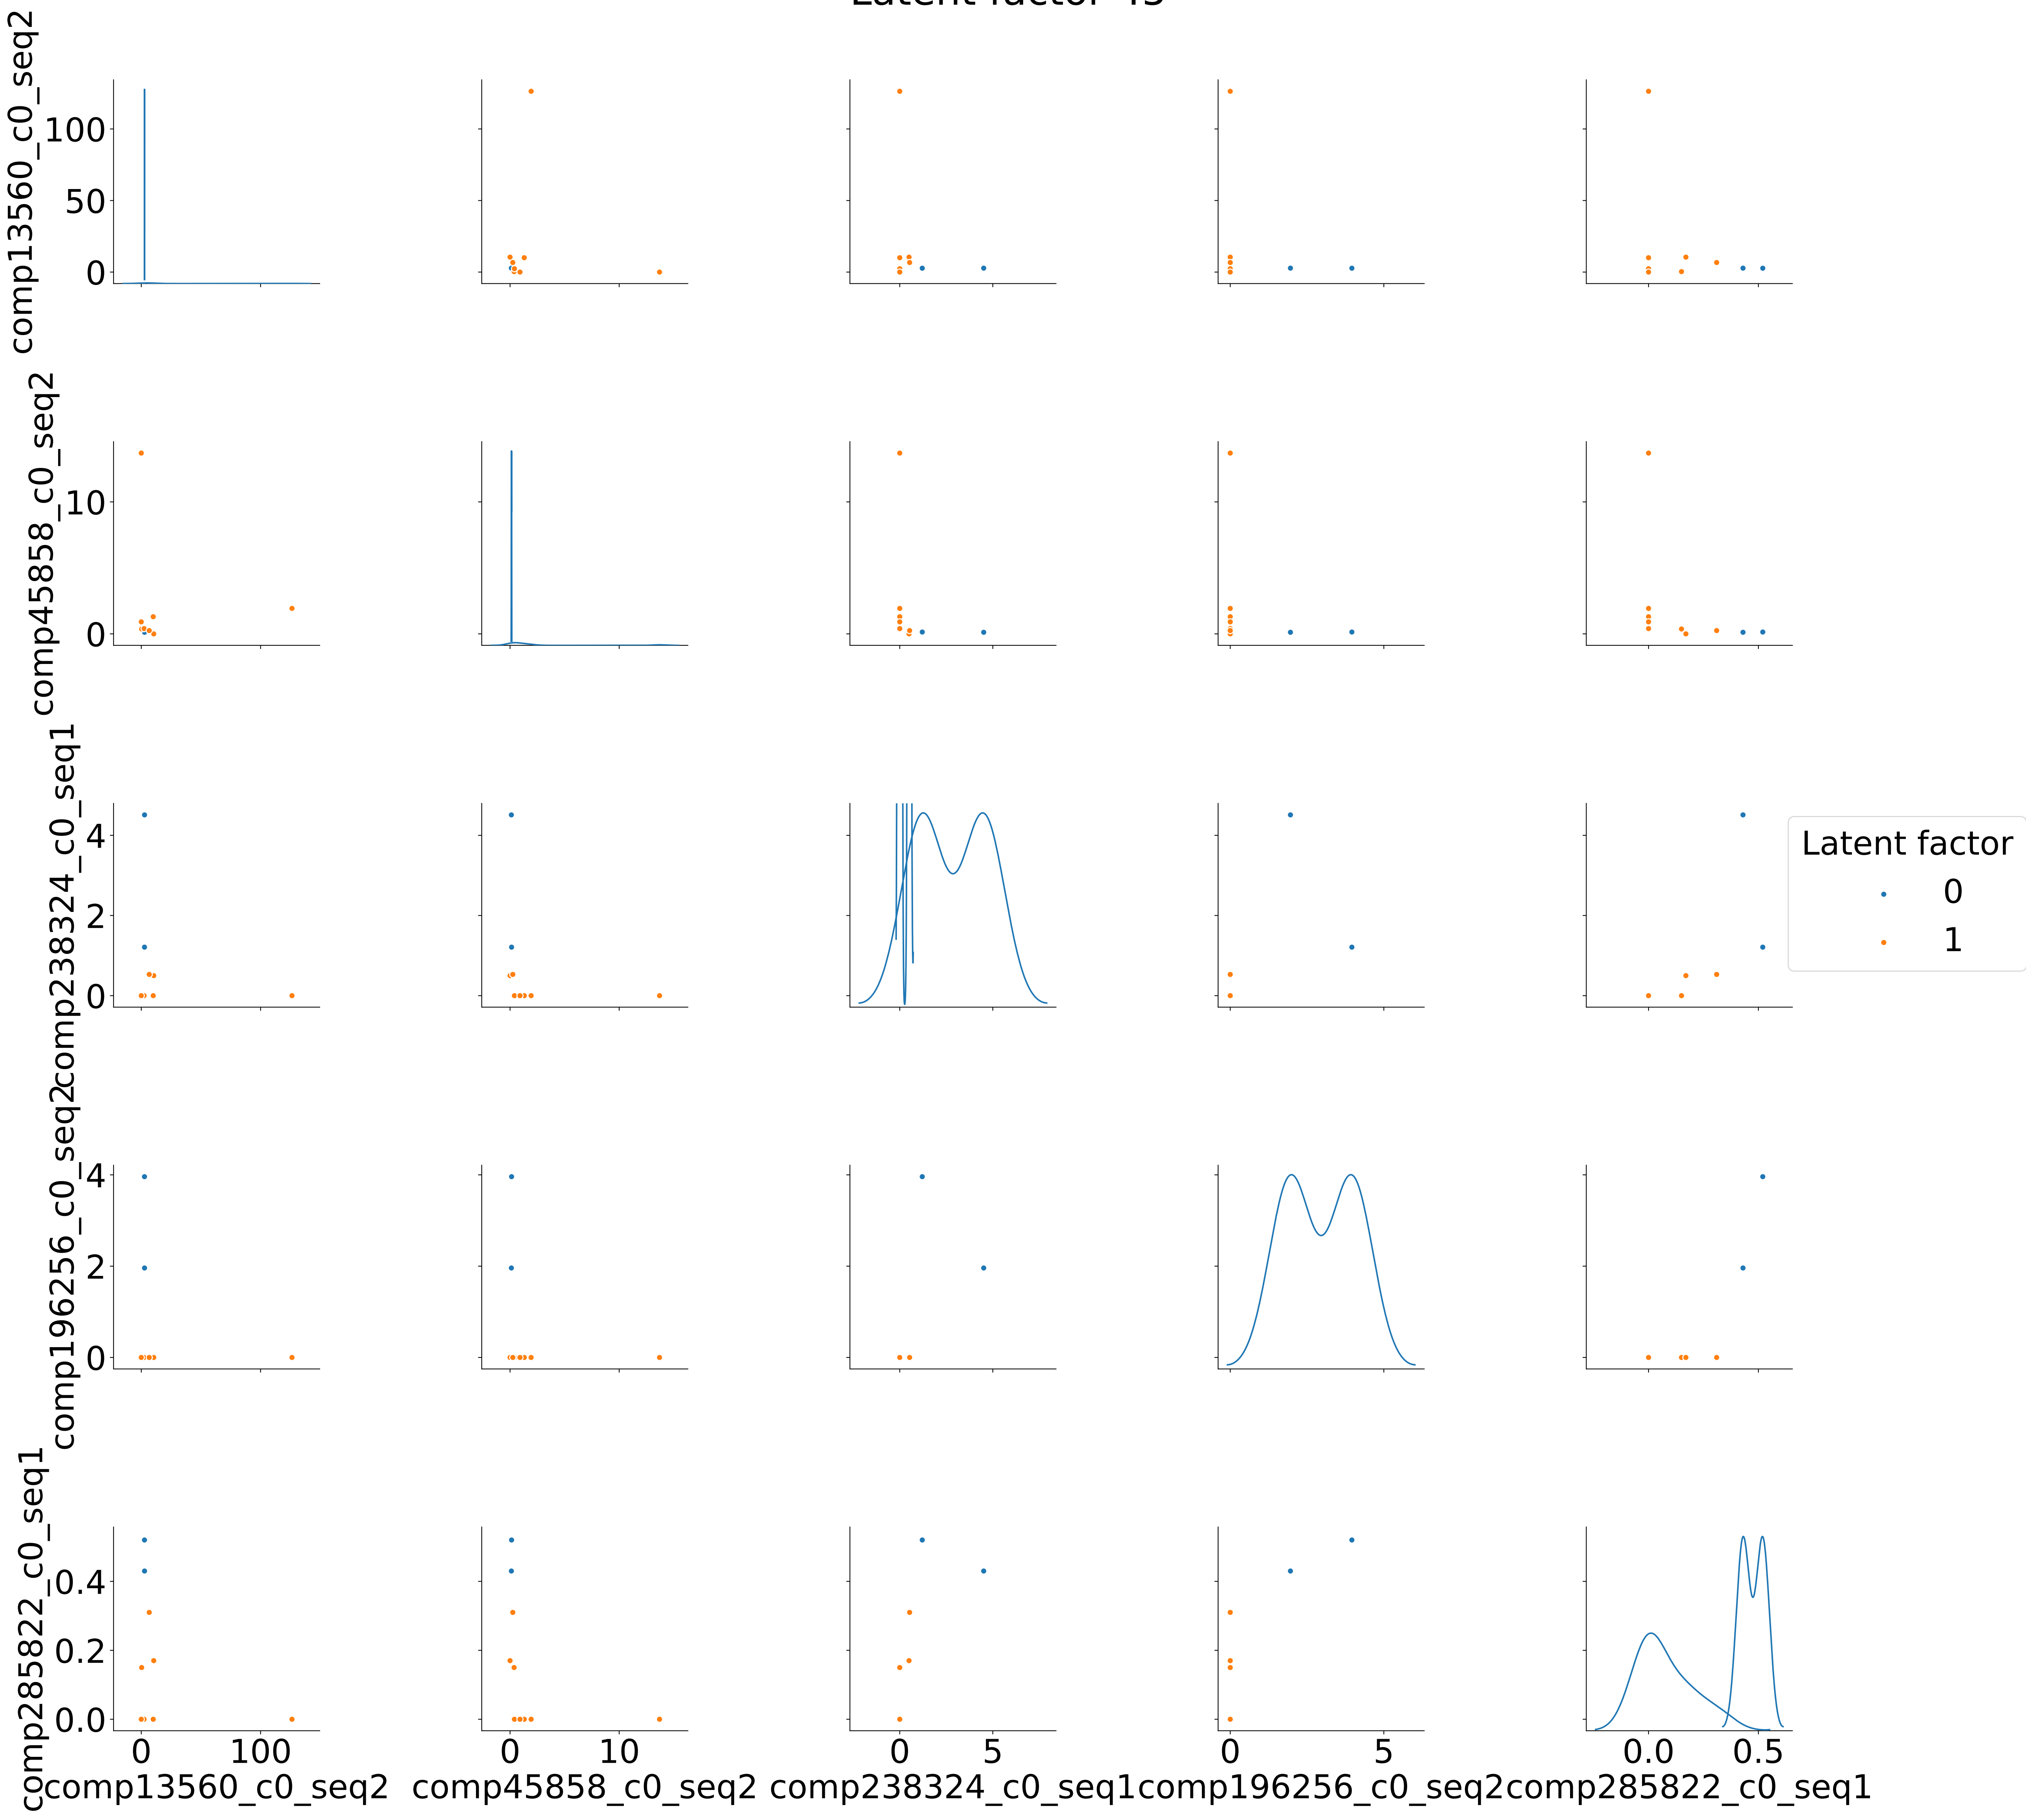 Latent factor 45
comp13560_c0_seq2
100
50
0
comp45858_c0_seq2
10
0
comp238324_c0_seq1
4
2
0
Latent factor
0
1
comp196256_c0_seq2
4
2
0
comp285822_c0_seq1
0.4
0.2
0.0
0 100 0 10 0 5 0 5 0.0 0.5
comp13560_c0_seq2 comp45858_c0_seq2 comp238324_c0_seq1 comp196256_c0_seq2 comp285822_c0_seq1